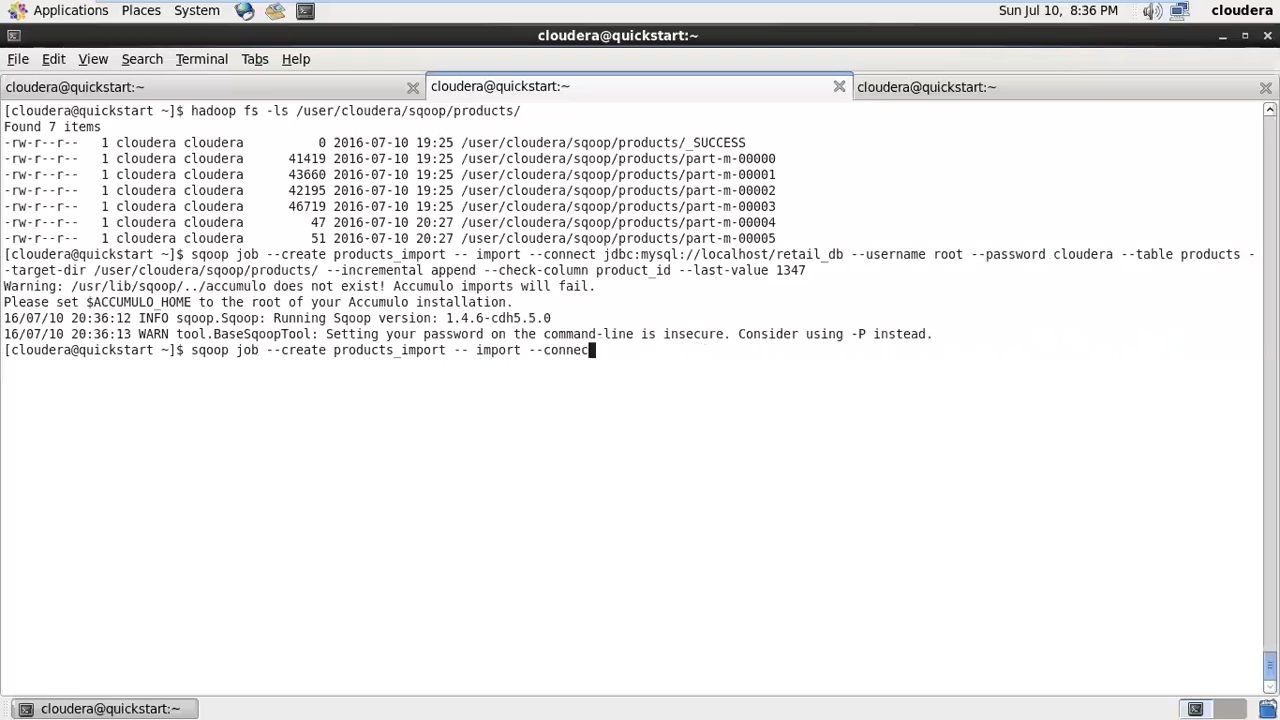 Applications Places System Sun Jul 10, 8:36 PM cloudera
cloudera@quickstart:~
File Edit View Search Terminal Tabs Help
cloudera@quickstart:~ cloudera@quickstart:~ cloudera@quickstart:~
[cloudera@quickstart ~]$ hadoop fs -ls /user/cloudera/sqoop/products/
Found 7 items
-rw-r--r-- 1 cloudera cloudera 0 2016-07-10 19:25 /user/cloudera/sqoop/products/_SUCCESS
-rw-r--r-- 1 cloudera cloudera 41419 2016-07-10 19:25 /user/cloudera/sqoop/products/part-m-00000
-rw-r--r-- 1 cloudera cloudera 43660 2016-07-10 19:25 /user/cloudera/sqoop/products/part-m-00001
-rw-r--r-- 1 cloudera cloudera 42195 2016-07-10 19:25 /user/cloudera/sqoop/products/part-m-00002
-rw-r--r-- 1 cloudera cloudera 46719 2016-07-10 19:25 /user/cloudera/sqoop/products/part-m-00003
-rw-r--r-- 1 cloudera cloudera 47 2016-07-10 20:27 /user/cloudera/sqoop/products/part-m-00004
-rw-r--r-- 1 cloudera cloudera 51 2016-07-10 20:27 /user/cloudera/sqoop/products/part-m-00005
[cloudera@quickstart ~]$ sqoop job --create products_import -- import --connect jdbc:mysql://localhost/retail_db --username root --password cloudera --table products -
-target-dir /user/cloudera/sqoop/products/ --incremental append --check-column product_id --last-value 1347
Warning: /usr/lib/sqoop/../accumulo does not exist! Accumulo imports will fail.
Please set $ACCUMULO_HOME to the root of your Accumulo installation.
16/07/10 20:36:12 INFO sqoop.Sqoop: Running Sqoop version: 1.4.6-cdh5.5.0
16/07/10 20:36:13 WARN tool.BaseSqoopTool: Setting your password on the command-line is insecure. Consider using -P instead.
[cloudera@quickstart ~]$ sqoop job --create products_import -- import --connec
cloudera@quickstart:~